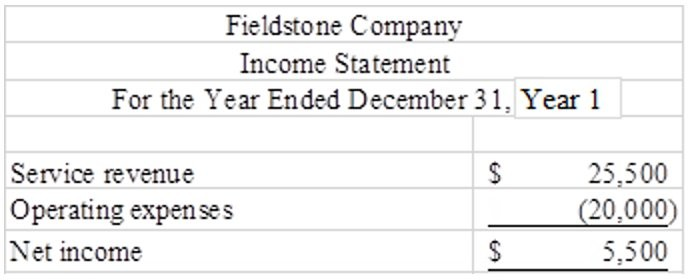 Fieldstone Company
Income Statement
For the Year Ended December 31, Year 1
Service revenue $ 25,500
Operating expenses (20,000)
Net income $ 5,500